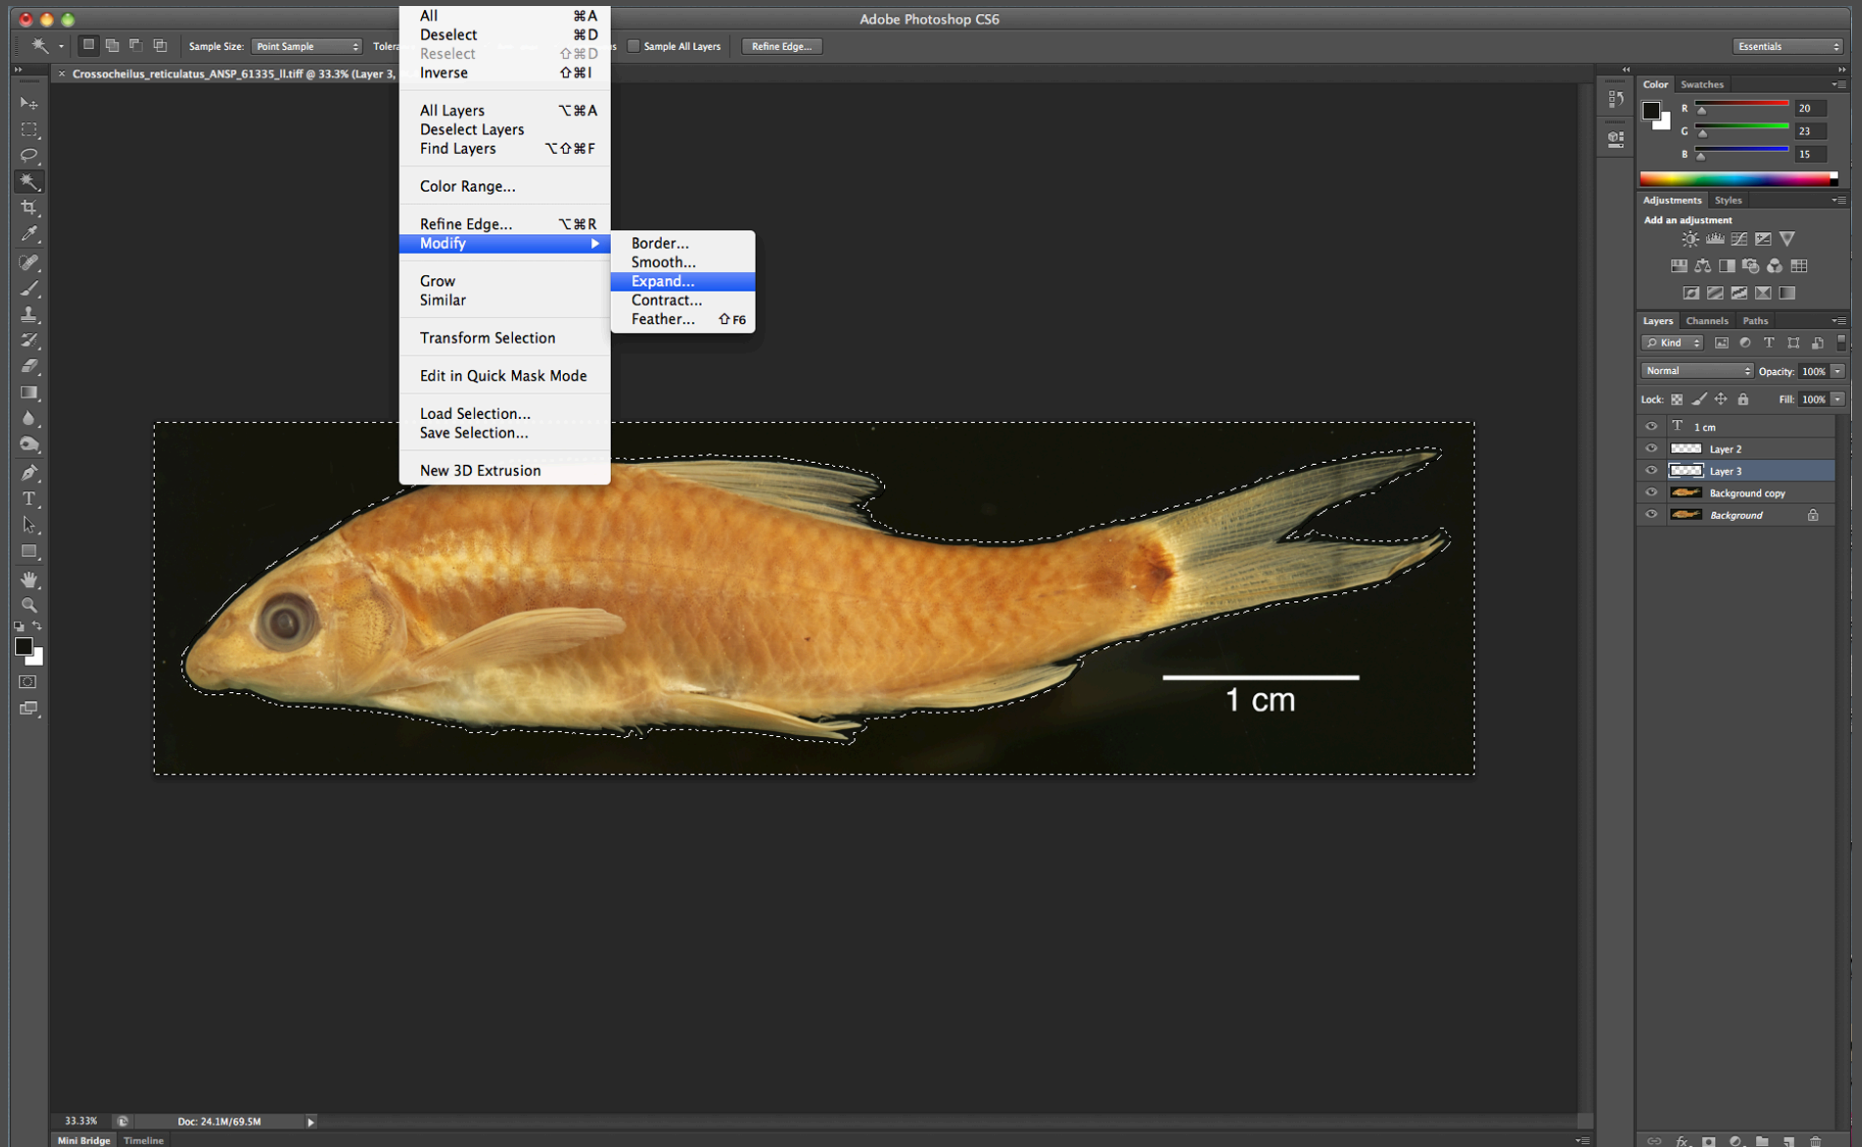 Adobe Photoshop CS6
Sample Size: Point Sample
Sample All Layers
Refine Edge...
Essentials
Crossocheilus_reticulatus_ANSP_61335_ll.tiff @ 33.3% (Layer 3,
All ⌘A
Deselect ⌘D
Reselect ⇧⌘D
Inverse ⇧⌘I
All Layers ⌥⌘A
Deselect Layers
Find Layers ⌥⇧⌘F
Color Range...
Refine Edge... ⌥⌘R
Modify
Grow
Similar
Transform Selection
Edit in Quick Mask Mode
Load Selection...
Save Selection...
New 3D Extrusion
Border...
Smooth...
Expand...
Contract...
Feather... ⇧F6
1 cm
Color Swatches
R 20
G 23
B 15
Adjustments Styles
Add an adjustment
Layers Channels Paths
Kind
Normal Opacity: 100%
Lock: Fill: 100%
T 1 cm
Layer 2
Layer 3
Background copy
Background
33.33% Doc: 24.1M/69.5M
Mini Bridge Timeline